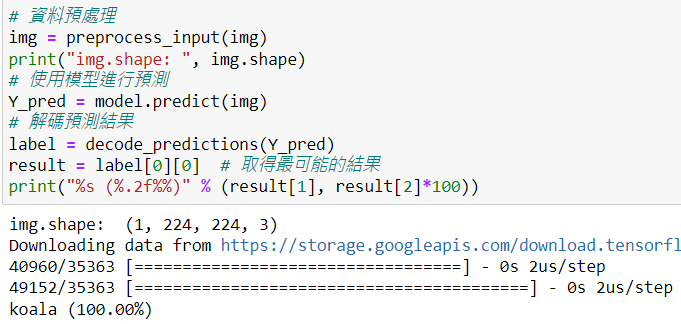 # 資料預處理
img = preprocess_input(img)
print("img.shape: ", img.shape)
# 使用模型進行預測
Y_pred = model.predict(img)
# 解碼預測結果
label = decode_predictions(Y_pred)
result = label[0][0]  # 取得最可能的結果
print("%s (%.2f%%)" % (result[1], result[2]*100))
img.shape:  (1, 224, 224, 3)
Downloading data from https://storage.googleapis.com/download.tensorfl
40960/35363 [==================================] - 0s 2us/step
49152/35363 [=========================================] - 0s 2us/step
koala (100.00%)